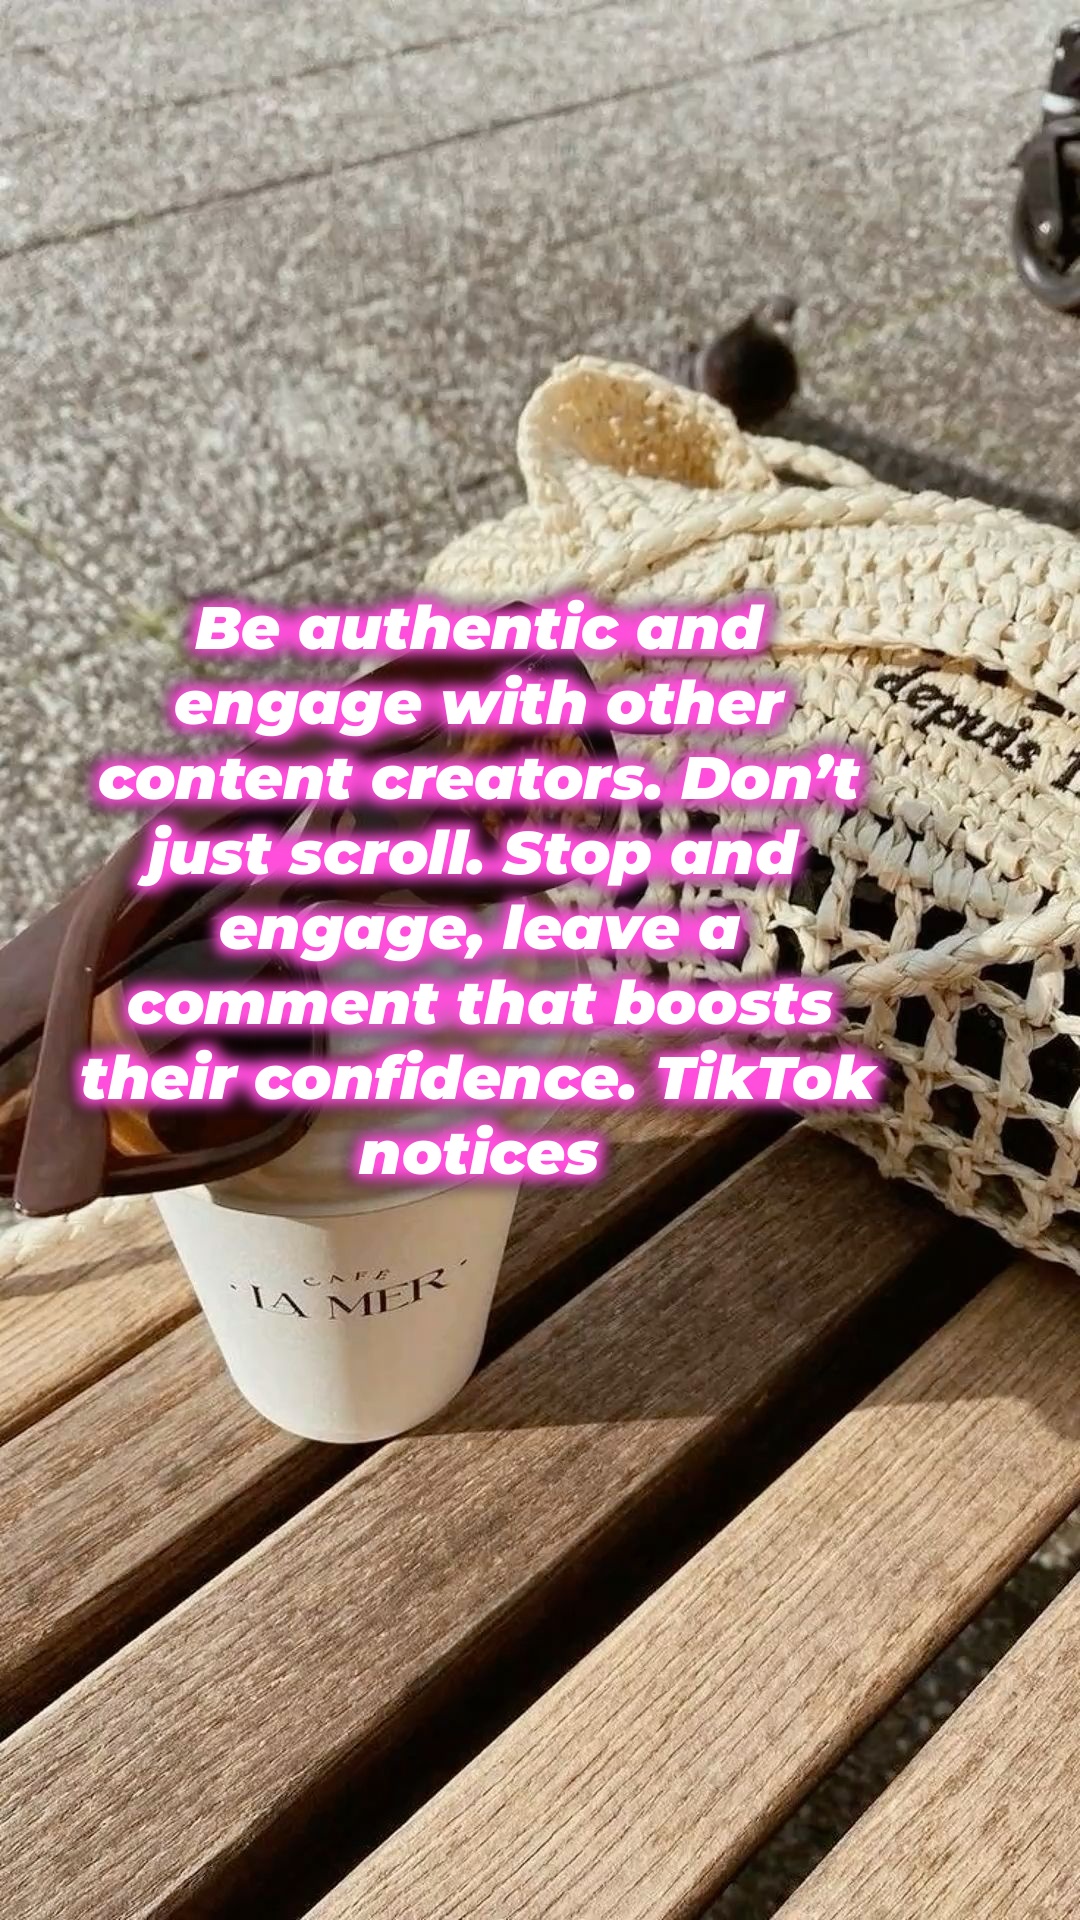 Be authentic and
engage with other
content creators. Don’t
just scroll. Stop and
engage, leave a
comment that boosts
their confidence. TikTok
notices
depuis
CAFÉ
LA MER